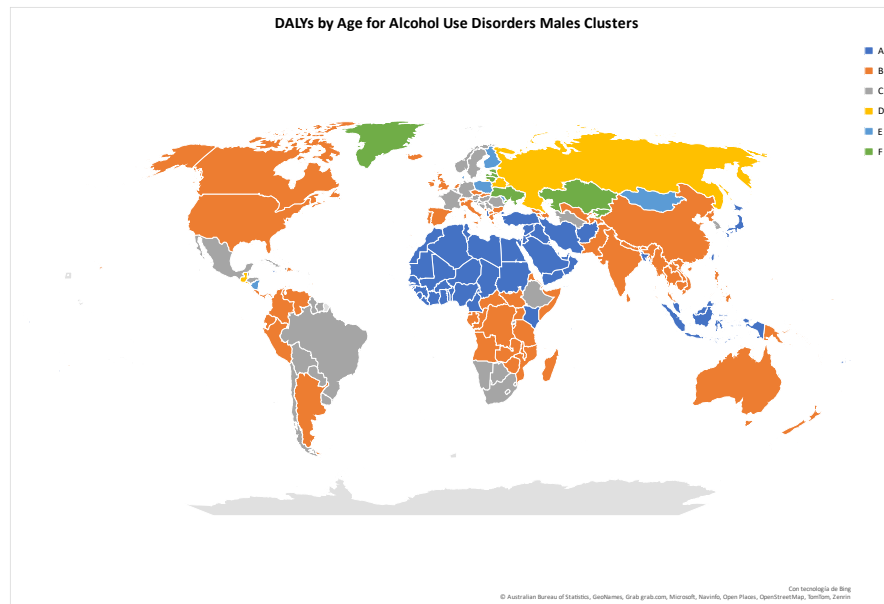 DALYs by Age for Alcohol Use Disorders Males Clusters
A
B
C
D
E
F
Con tecnología de Bing
© Australian Bureau of Statistics, GeoNames, Grab grab.com, Microsoft, Navinfo, Open Places, OpenStreetMap, TomTom, Zenrin